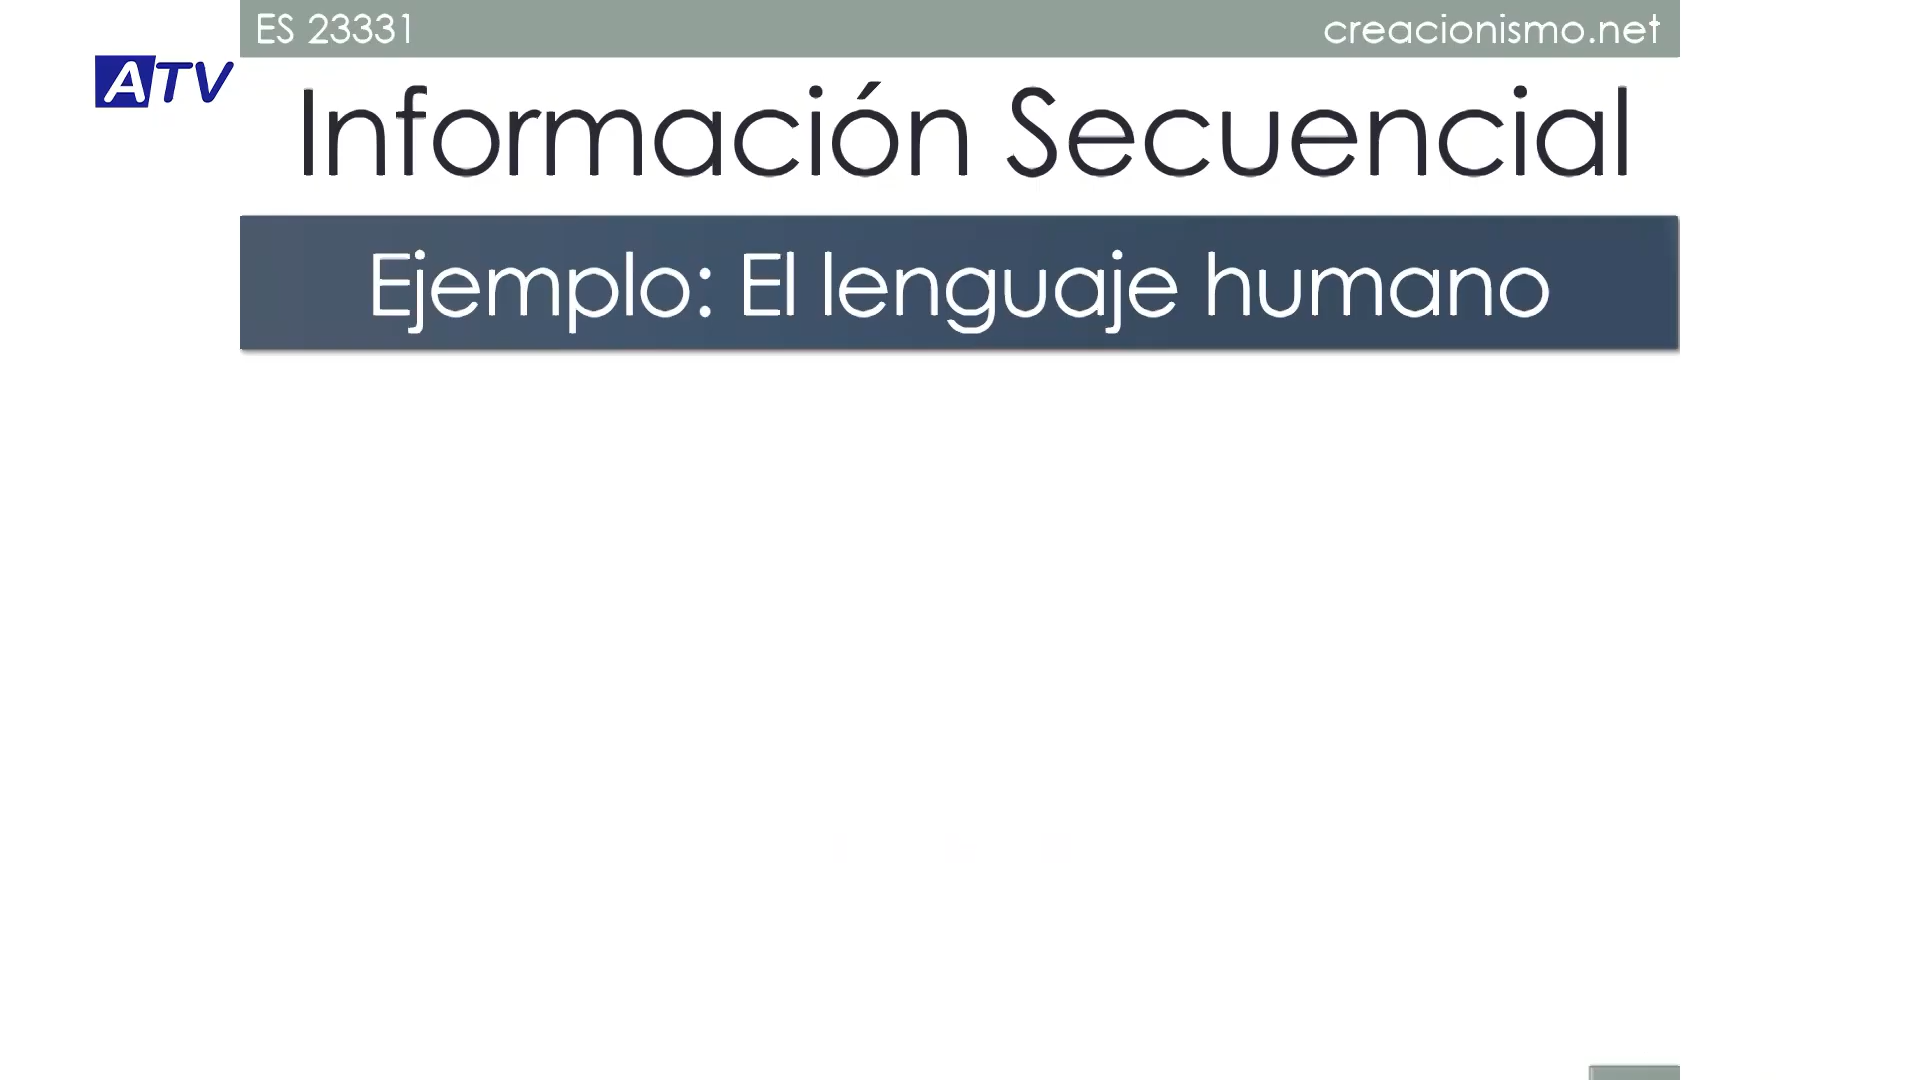 ES 23331
creacionismo.net
ATV
Información Secuencial
Ejemplo: El lenguaje humano